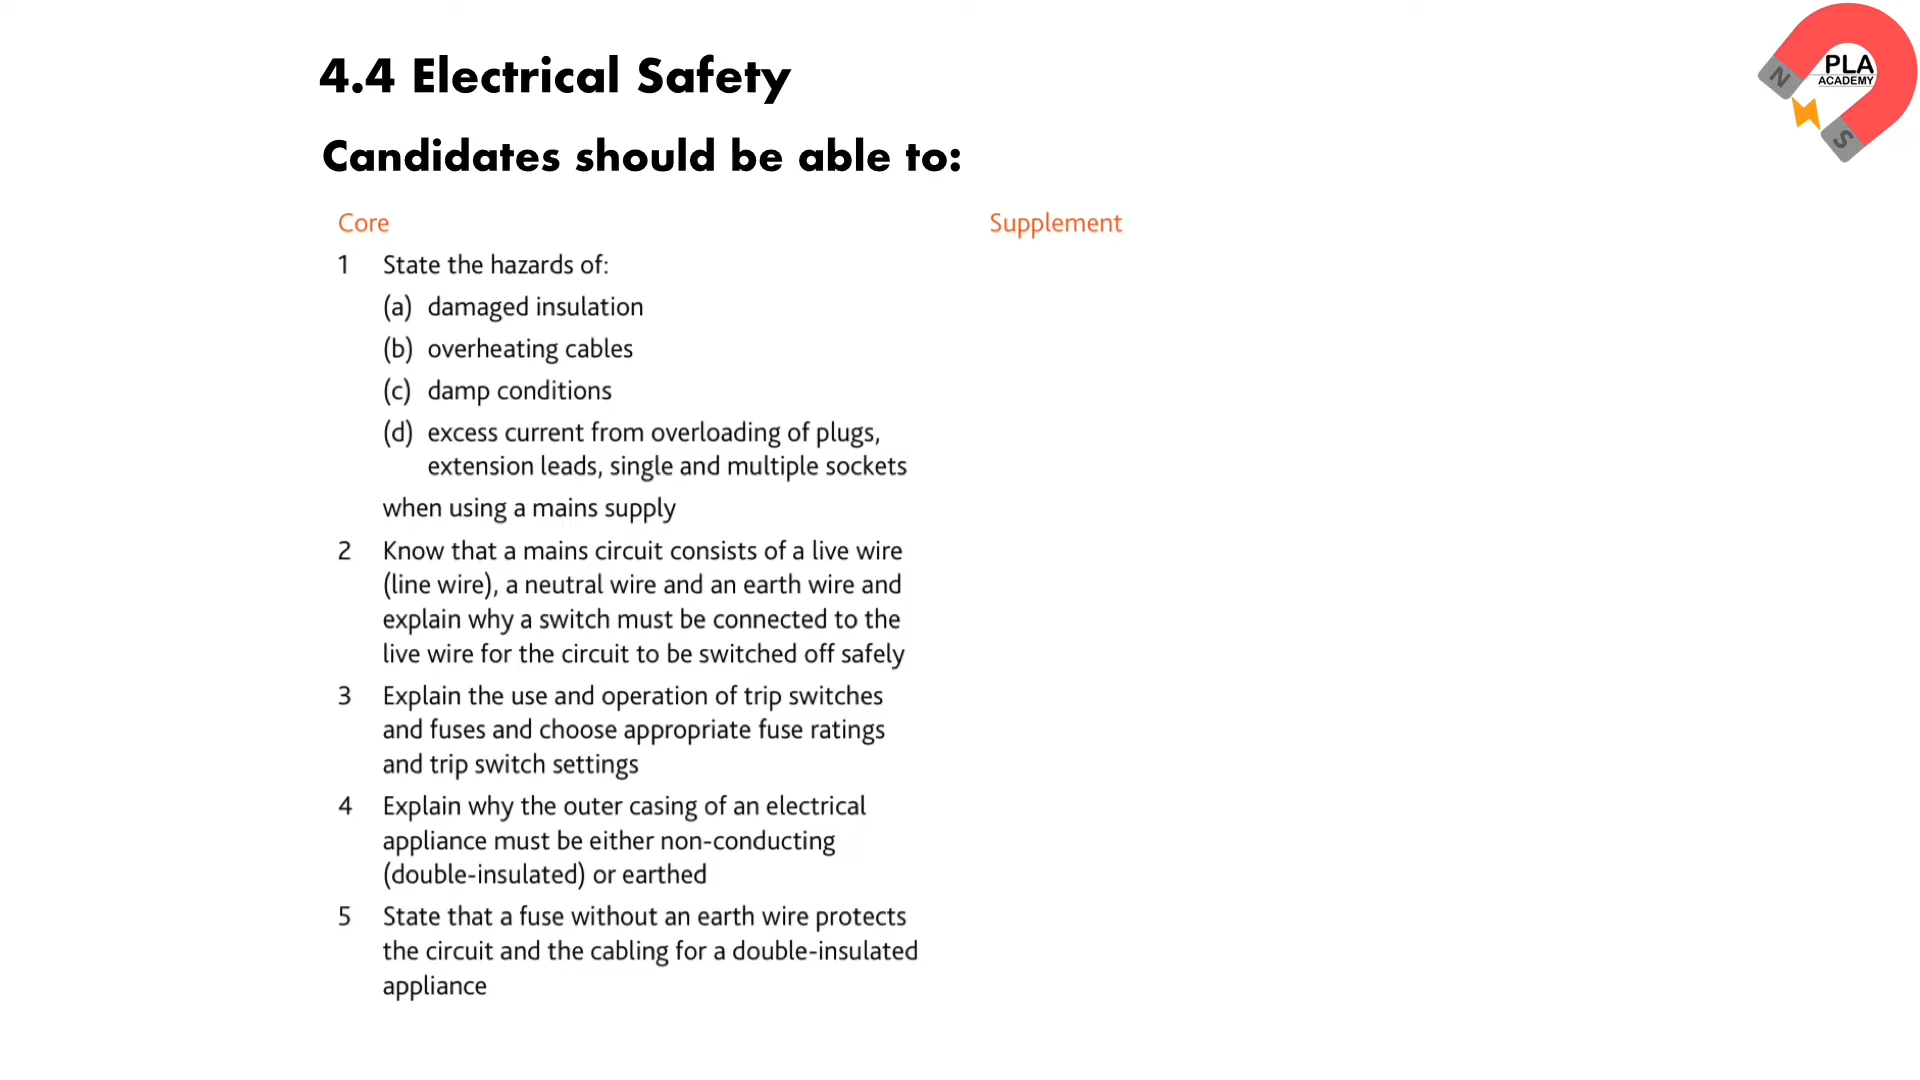 4.4 Electrical Safety
PLA
ACADEMY
N
S
Candidates should be able to:
Core
Supplement
1 State the hazards of:
(a) damaged insulation
(b) overheating cables
(c) damp conditions
(d) excess current from overloading of plugs,
extension leads, single and multiple sockets
when using a mains supply
2 Know that a mains circuit consists of a live wire
(line wire), a neutral wire and an earth wire and
explain why a switch must be connected to the
live wire for the circuit to be switched off safely
3 Explain the use and operation of trip switches
and fuses and choose appropriate fuse ratings
and trip switch settings
4 Explain why the outer casing of an electrical
appliance must be either non-conducting
(double-insulated) or earthed
5 State that a fuse without an earth wire protects
the circuit and the cabling for a double-insulated
appliance